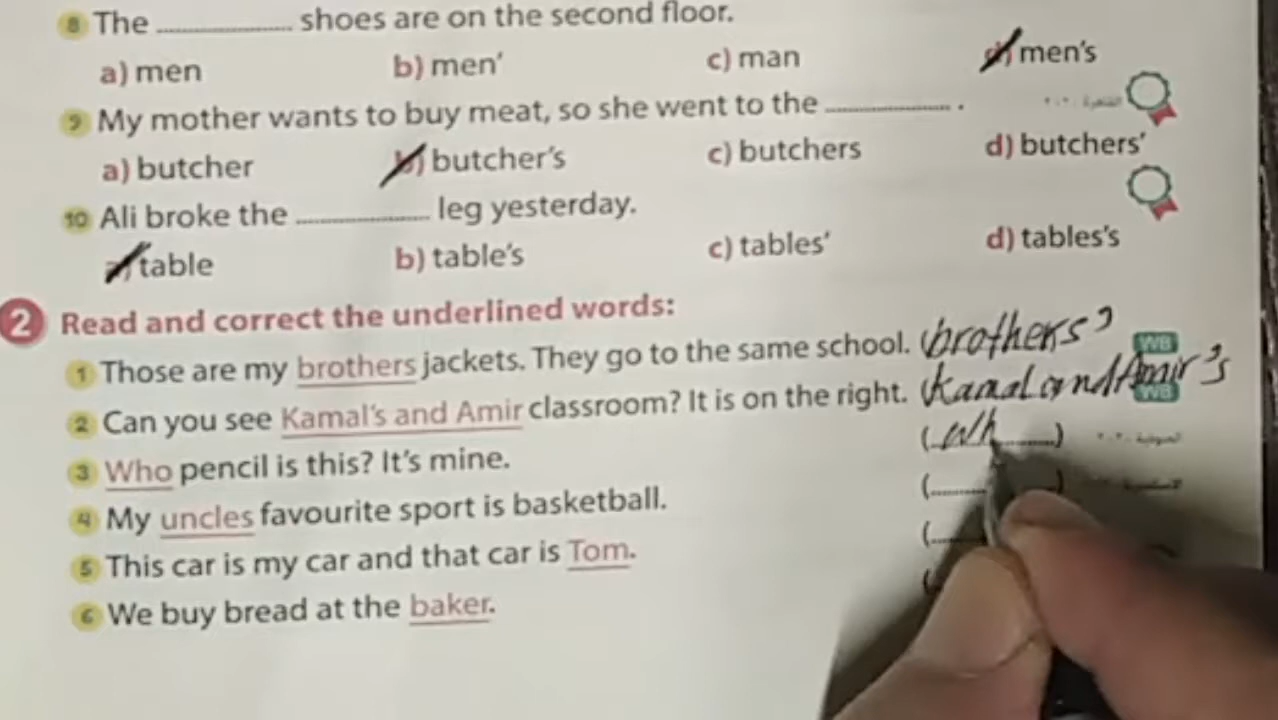 8 The ............ shoes are on the second floor.
a) men b) men' c) man d) men's
9 My mother wants to buy meat, so she went to the ............ .
a) butcher b) butcher's c) butchers d) butchers'
10 Ali broke the ............ leg yesterday.
a) table b) table's c) tables' d) tables's
2 Read and correct the underlined words:
1 Those are my brothers jackets. They go to the same school. (brothers' WB
2 Can you see Kamal's and Amir classroom? It is on the right. (Kamal and Amir's WB
3 Who pencil is this? It's mine. (Wh............)
4 My uncles favourite sport is basketball. (............)
5 This car is my car and that car is Tom. (............
6 We buy bread at the baker. (